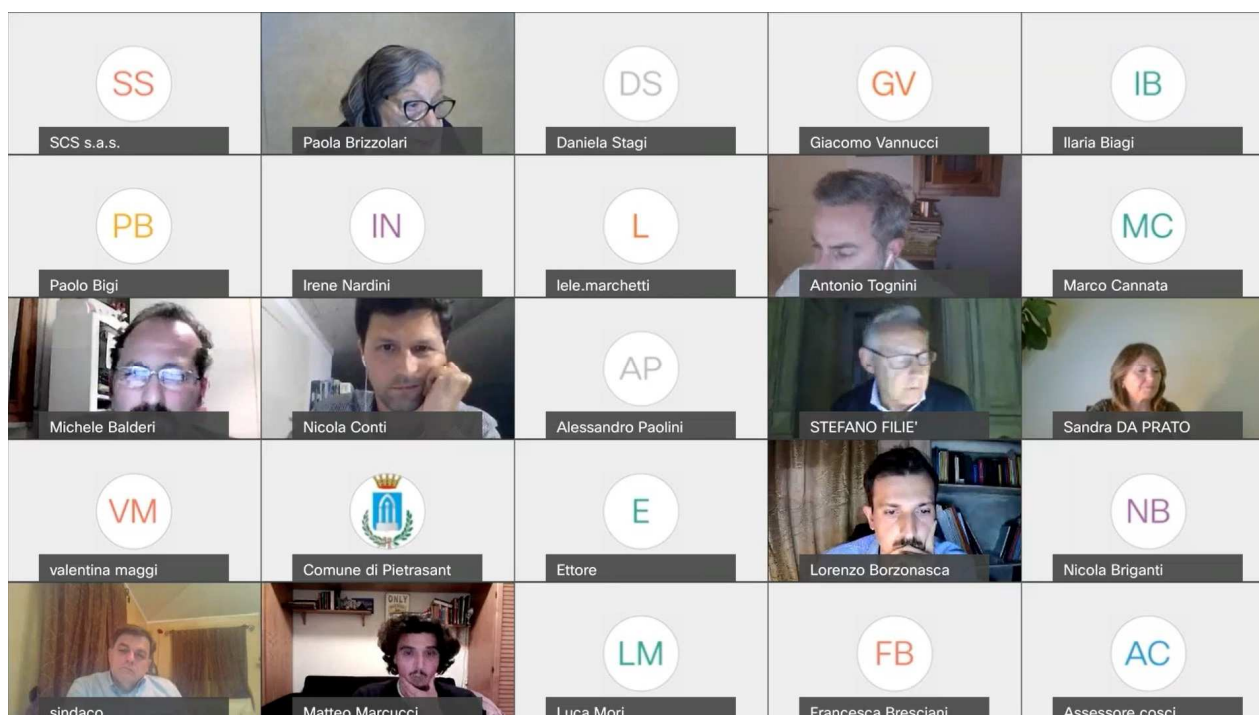 SS
SCS s.a.s.
Paola Brizzolari
DS
Daniela Stagi
GV
Giacomo Vannucci
IB
Ilaria Biagi
PB
Paolo Bigi
IN
Irene Nardini
L
lele.marchetti
Antonio Tognini
MC
Marco Cannata
Michele Balderi
Nicola Conti
AP
Alessandro Paolini
STEFANO FILIE'
Sandra DA PRATO
VM
valentina maggi
Comune di Pietrasant
E
Ettore
Lorenzo Borzonasca
NB
Nicola Briganti
sindaco
ONLY
Matteo Marcucci
LM
Luca Mori
FB
Francesca Bresciani
AC
Assessore cosci